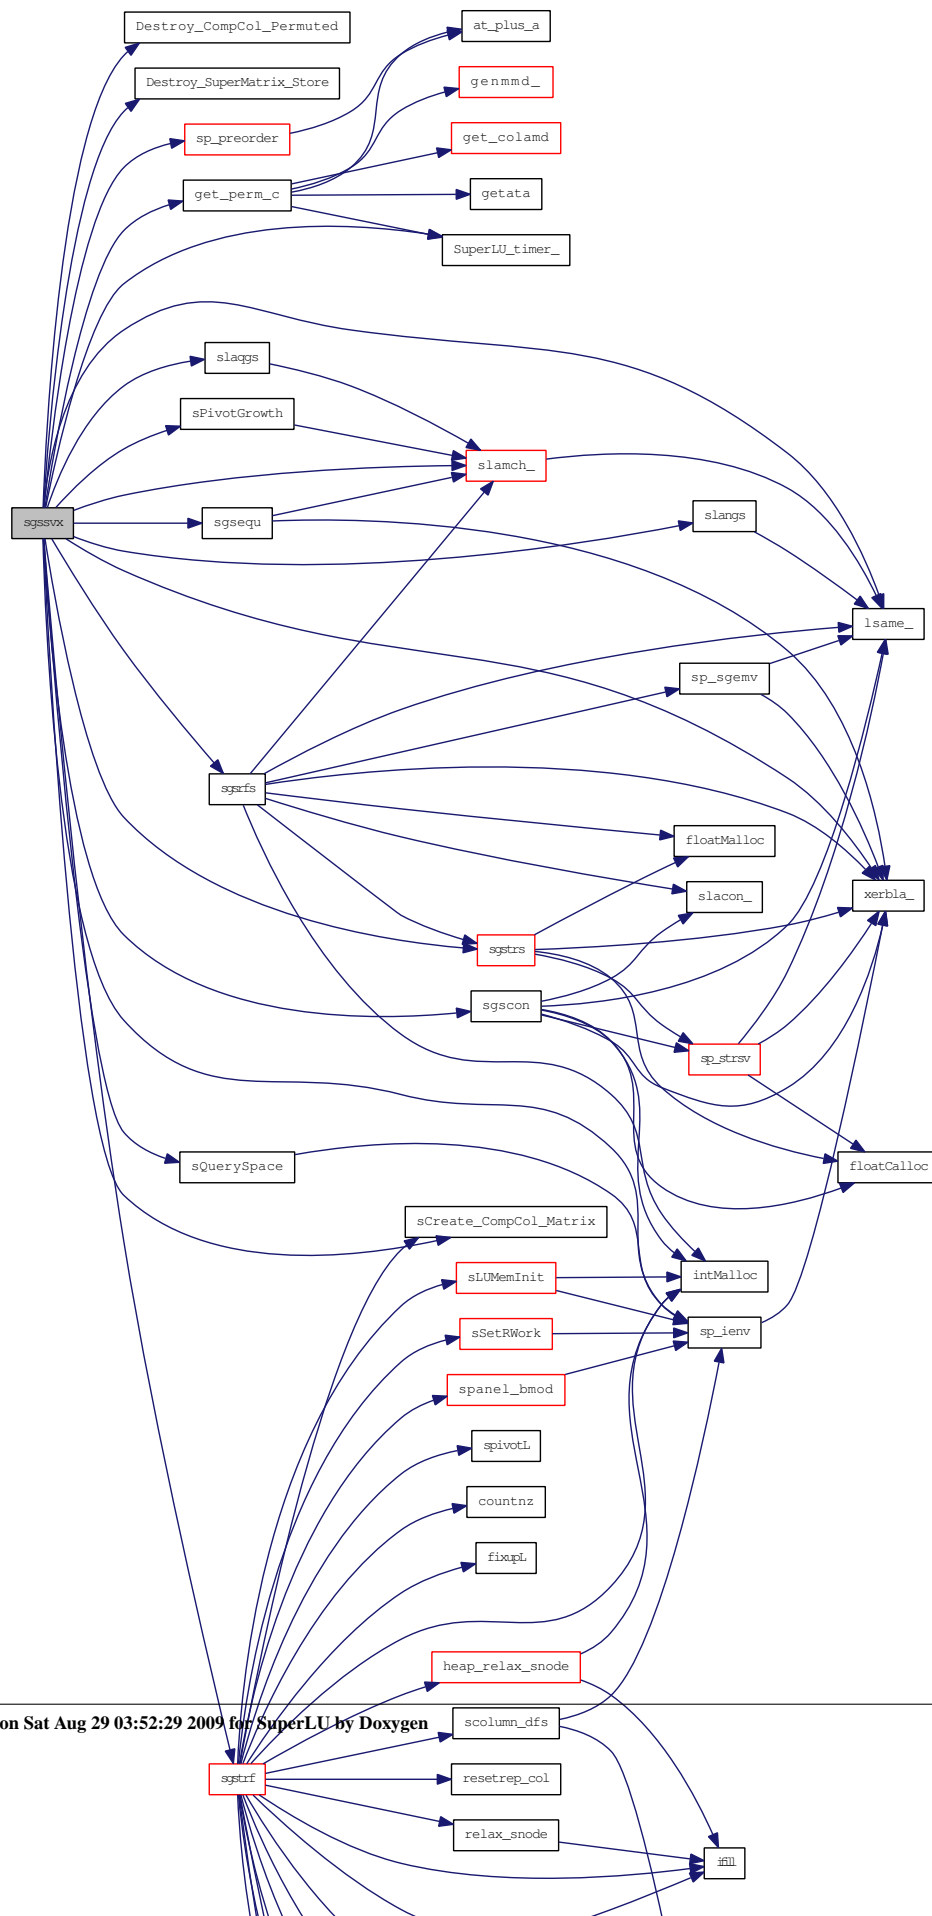 Destroy_CompCol_Permuted
at_plus_a
Destroy_SuperMatrix_Store
genmmd_
sp_preorder
get_colamd
get_perm_c
getata
SuperLU_timer_
slaqgs
sPivotGrowth
slamch_
sgssvx
sgsequ
slangs
lsame_
sp_sgemv
sgsrfs
floatMalloc
slacon_
xerbla_
sgstrs
sgscon
sp_strsv
sQuerySpace
floatCalloc
sCreate_CompCol_Matrix
sLUMemInit
intMalloc
sSetRWork
sp_ienv
spanel_bmod
spivotL
countnz
fixupL
heap_relax_snode
on Sat Aug 29 03:52:29 2009 for SuperLU by Doxygen
scolumn_dfs
sgstrf
resetrep_col
relax_snode
ifill